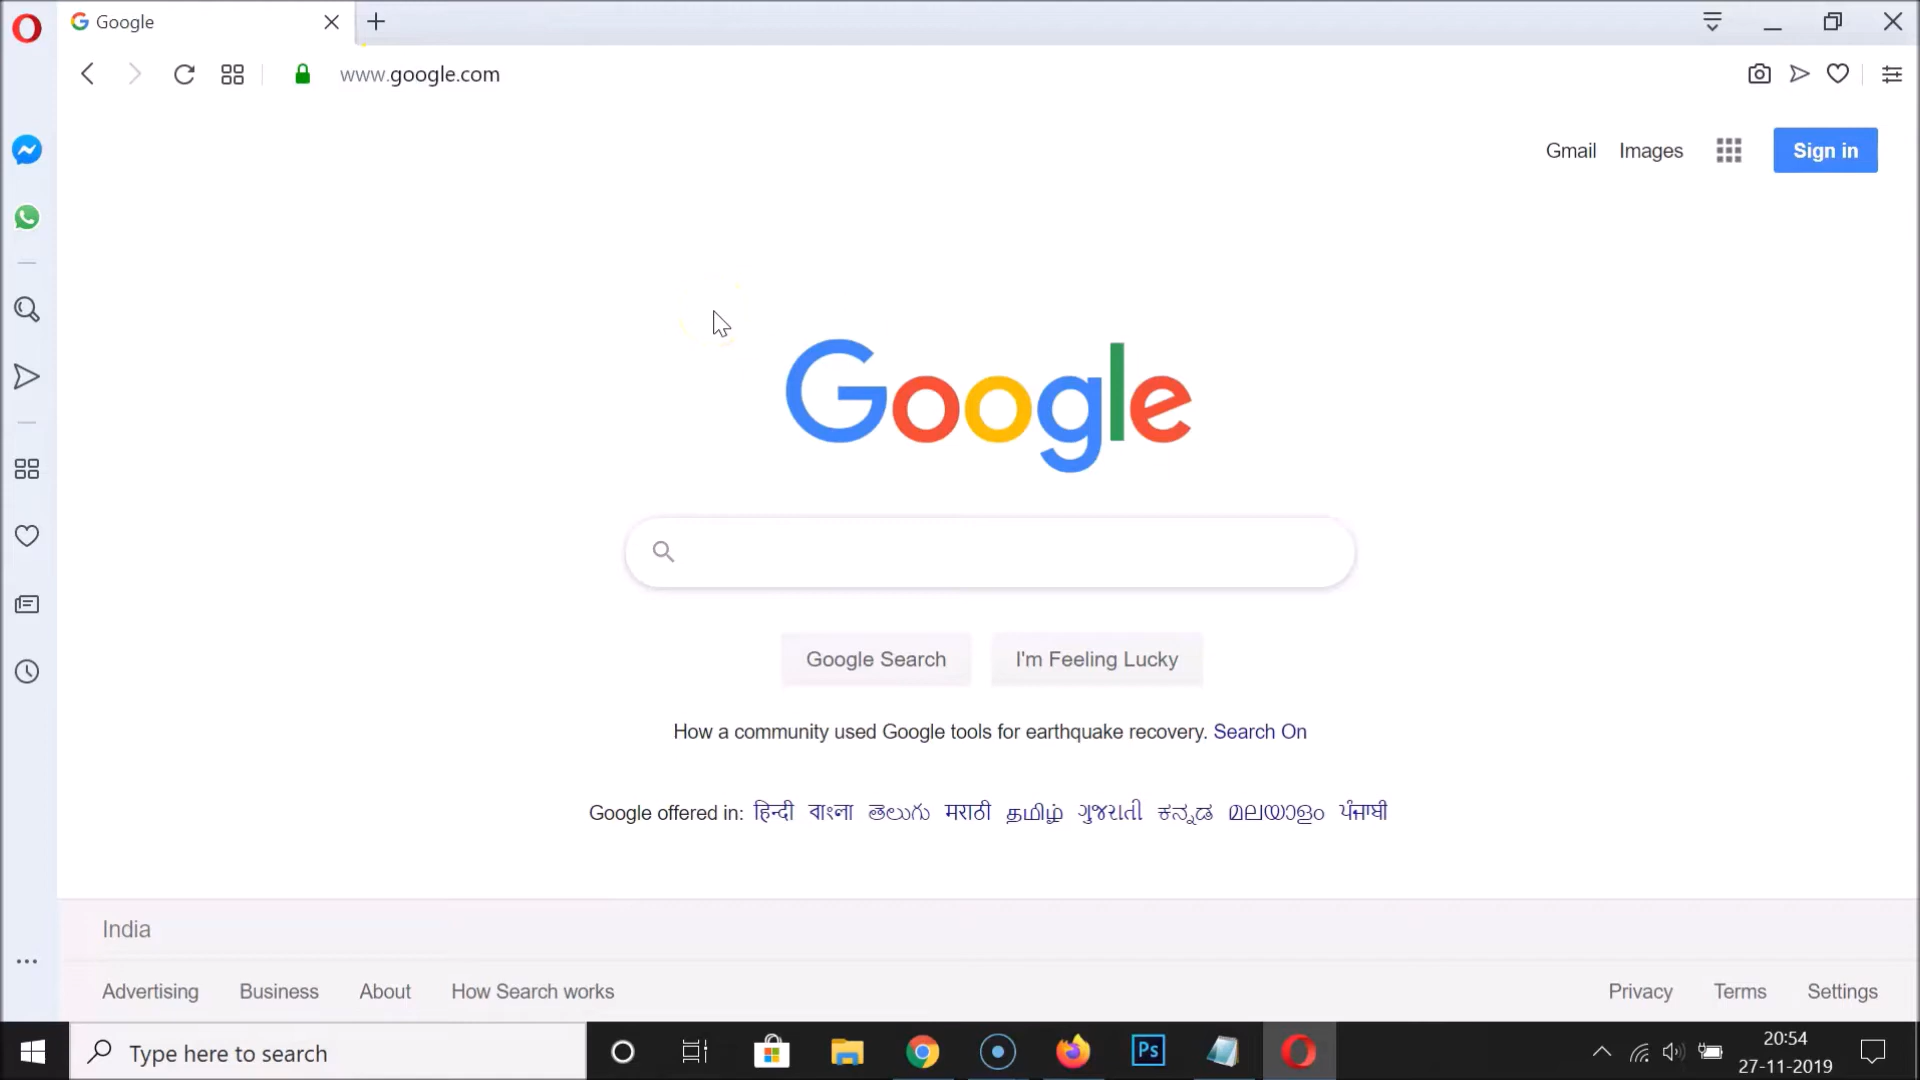 Google
www.google.com
Gmail Images Sign in
Google
Google Search I'm Feeling Lucky
How a community used Google tools for earthquake recovery. Search On
Google offered in: हिन्दी বাংলা తెలుగు मराठी தமிழ் ગુજરાતી ಕನ್ನಡ മലയാളം ਪੰਜਾਬੀ
India
Advertising Business About How Search works Privacy Terms Settings
Type here to search Ps 20:54
27-11-2019